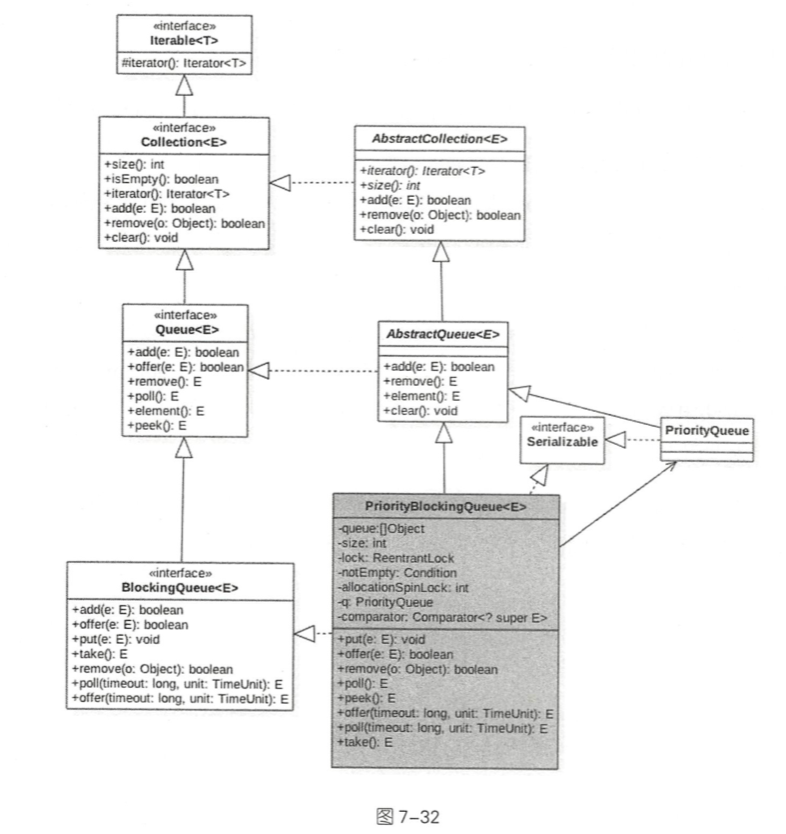 «interface»
Iterable<T>
#iterator(): Iterator<T>
«interface»
Collection<E>
+size(): int
+isEmpty(): boolean
+iterator(): Iterator<T>
+add(e: E): boolean
+remove(o: Object): boolean
+clear(): void
AbstractCollection<E>
+iterator(): Iterator<T>
+size(): int
+add(e: E): boolean
+remove(o: Object): boolean
+clear(): void
«interface»
Queue<E>
+add(e: E): boolean
+offer(e: E): boolean
+remove(): E
+poll(): E
+element(): E
+peek(): E
AbstractQueue<E>
+add(e: E): boolean
+remove(): E
+element(): E
+clear(): void
«interface»
Serializable
PriorityQueue
PriorityBlockingQueue<E>
-queue:[]Object
-size: int
-lock: ReentrantLock
-notEmpty: Condition
-allocationSpinLock: int
-q: PriorityQueue
-comparator: Comparator<? super E>
+put(e: E): void
+offer(e: E): boolean
+remove(o: Object): boolean
+poll(): E
+peek(): E
+offer(timeout: long, unit: TimeUnit): E
+poll(timeout: long, unit: TimeUnit): E
+take(): E
«interface»
BlockingQueue<E>
+add(e: E): boolean
+offer(e: E): boolean
+put(e: E): void
+take(): E
+remove(o: Object): boolean
+poll(timeout: long, unit: TimeUnit): E
+offer(timeout: long, unit: TimeUnit): E
图 7-32